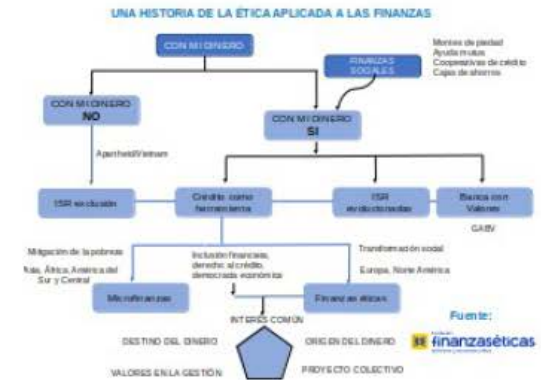 UNA HISTORIA DE LA ÉTICA APLICADA A LAS FINANZAS
CON MI DINERO
FINANZAS
SOCIALES
Montes de piedad
Ayuda mutua
Cooperativas de crédito
Cajas de ahorros
CON MI DINERO
NO
CON MI DINERO
SI
Apartheid/Vietnam
ISR exclusión
Crédito como
herramienta
ISR
evolucionadas
Banca con
Valores
GABV
Mitigación de la pobreza
Asia, África, América del
Sur y Central
Inclusión financiera,
derecho al crédito,
democracia económica
Transformación social
Europa, Norte América
Microfinanzas
Finanzas éticas
INTERÉS COMÚN
DESTINO DEL DINERO
ORIGEN DEL DINERO
VALORES EN LA GESTIÓN
PROYECTO COLECTIVO
Fuente:
finanzaséticas